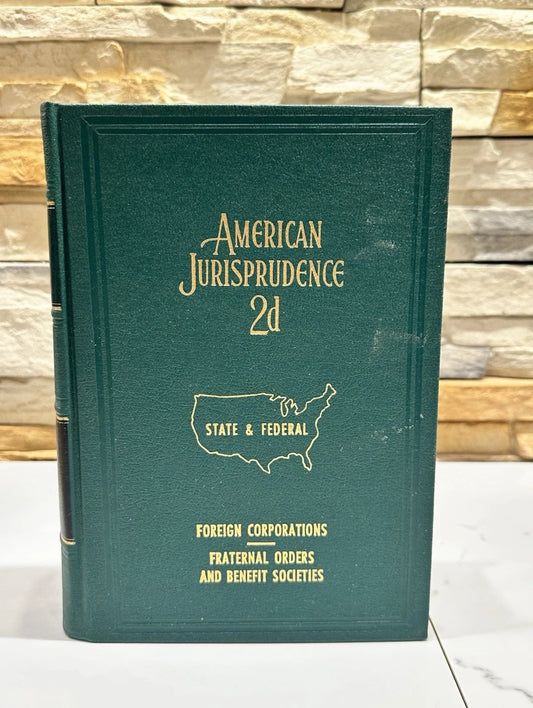 AMERICAN
JURISPRUDENCE
2d
STATE & FEDERAL
FOREIGN CORPORATIONS
FRATERNAL ORDERS
AND BENEFIT SOCIETIES